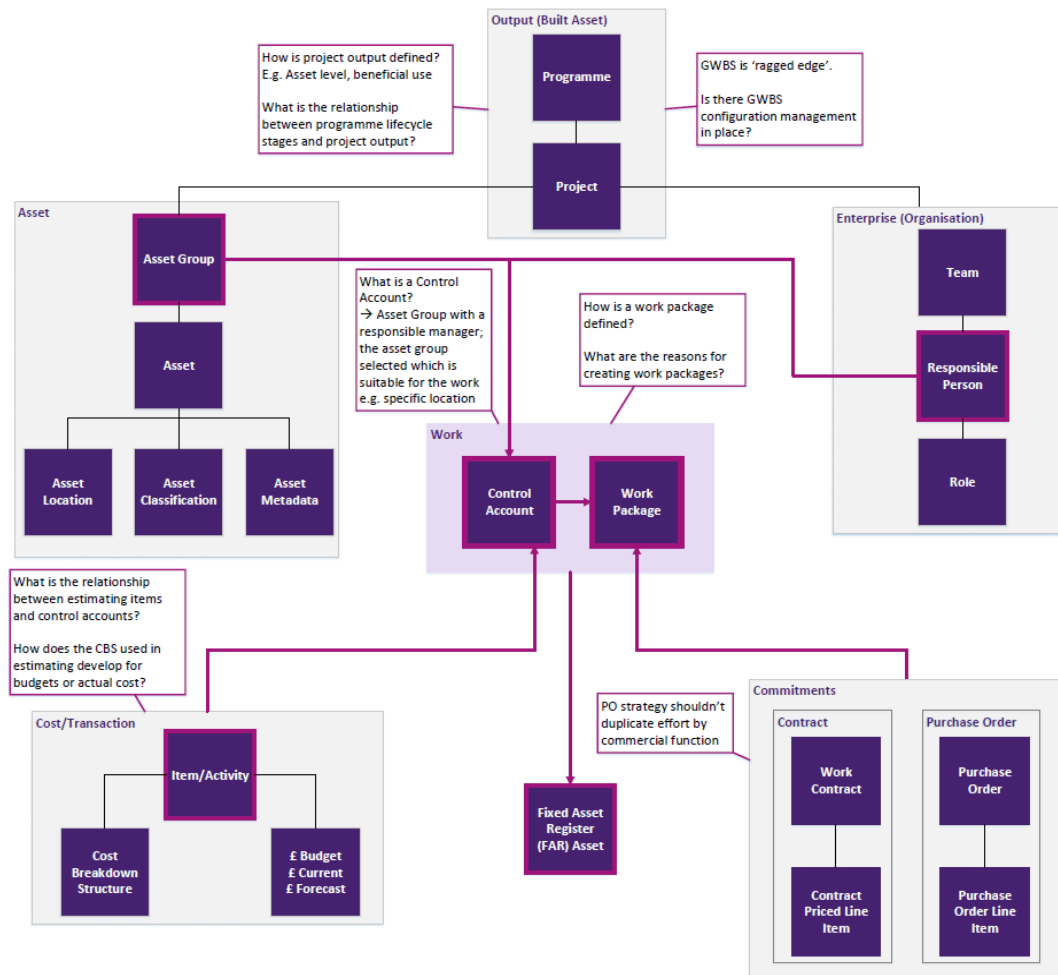 Output (Built Asset)
Programme
Project
How is project output defined?
E.g. Asset level, beneficial use
What is the relationship
between programme lifecycle
stages and project output?
GWBS is ‘ragged edge’.
Is there GWBS
configuration management
in place?
Asset
Asset Group
Asset
Asset
Location
Asset
Classification
Asset
Metadata
What is a Control
Account?
→ Asset Group with a
responsible manager;
the asset group
selected which is
suitable for the work
e.g. specific location
How is a work package
defined?
What are the reasons for
creating work packages?
Enterprise (Organisation)
Team
Responsible
Person
Role
Work
Control
Account
Work
Package
What is the relationship
between estimating items
and control accounts?
How does the CBS used in
estimating develop for
budgets or actual cost?
Cost/Transaction
Item/Activity
Cost
Breakdown
Structure
£ Budget
£ Current
£ Forecast
Fixed Asset
Register
(FAR) Asset
PO strategy shouldn’t
duplicate effort by
commercial function
Commitments
Contract
Work
Contract
Contract
Priced Line
Item
Purchase Order
Purchase
Order
Purchase
Order Line
Item